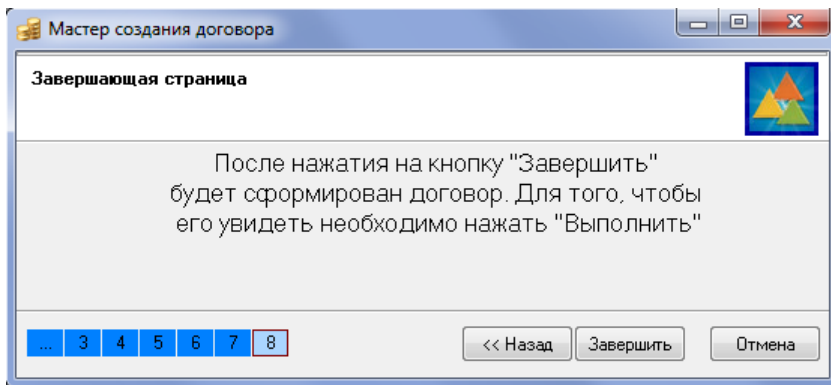 Мастер создания договора
Завершающая страница
После нажатия на кнопку "Завершить"
будет сформирован договор. Для того, чтобы
его увидеть необходимо нажать "Выполнить"
... 3 4 5 6 7 8 << Назад Завершить Отмена